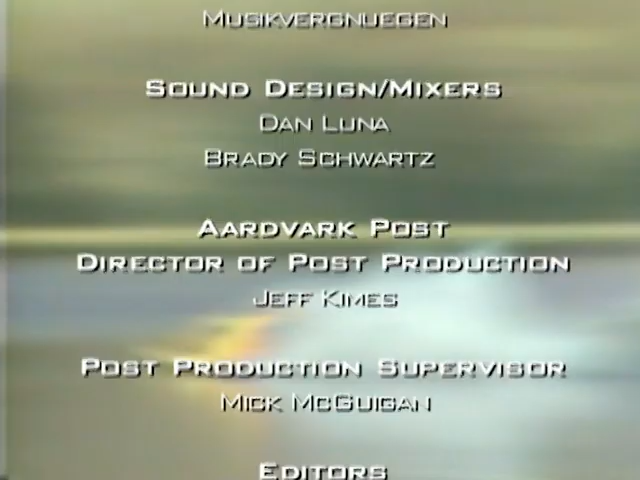 Musikvergnuegen
Sound Design/Mixers
Dan Luna
Brady Schwartz
Aardvark Post
Director of Post Production
Jeff Kimes
Post Production Supervisor
Mick McGuigan
Editors